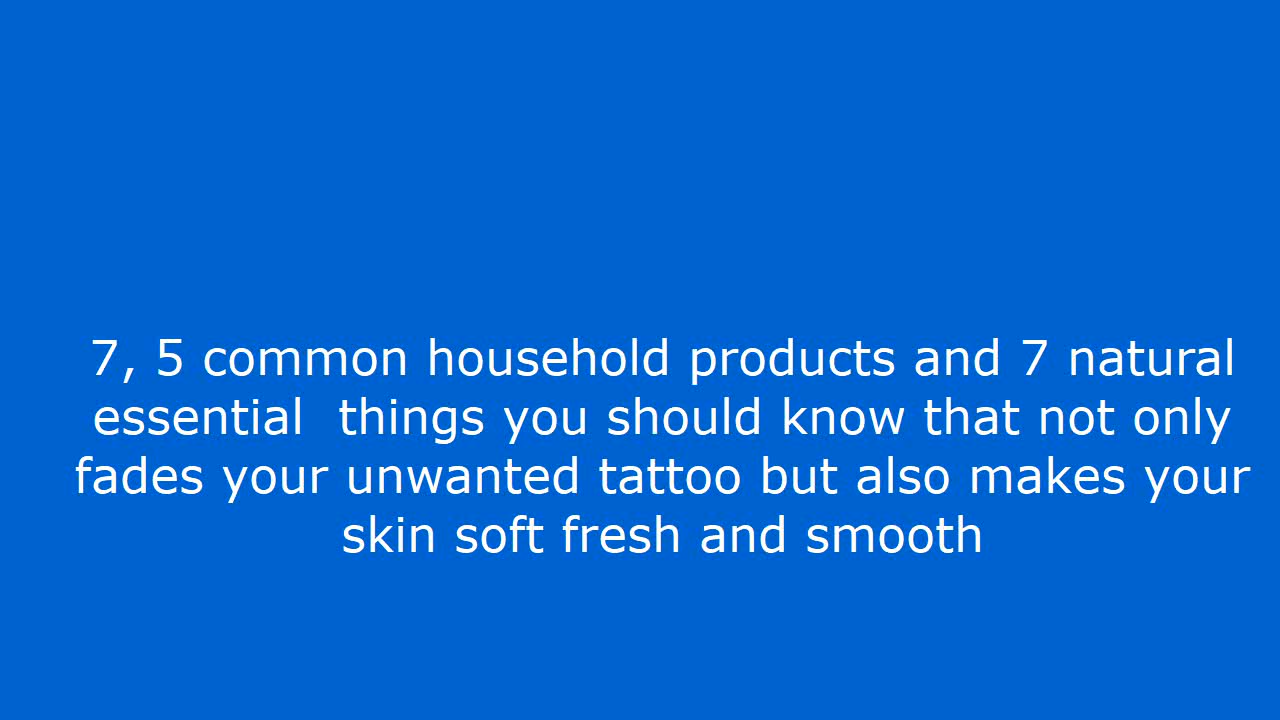 7, 5 common household products and 7 natural
essential  things you should know that not only
fades your unwanted tattoo but also makes your
skin soft fresh and smooth